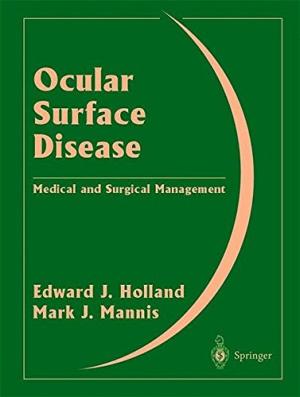 Ocular
Surface
Disease
Medical and Surgical Management
Edward J. Holland
Mark J. Mannis
Springer